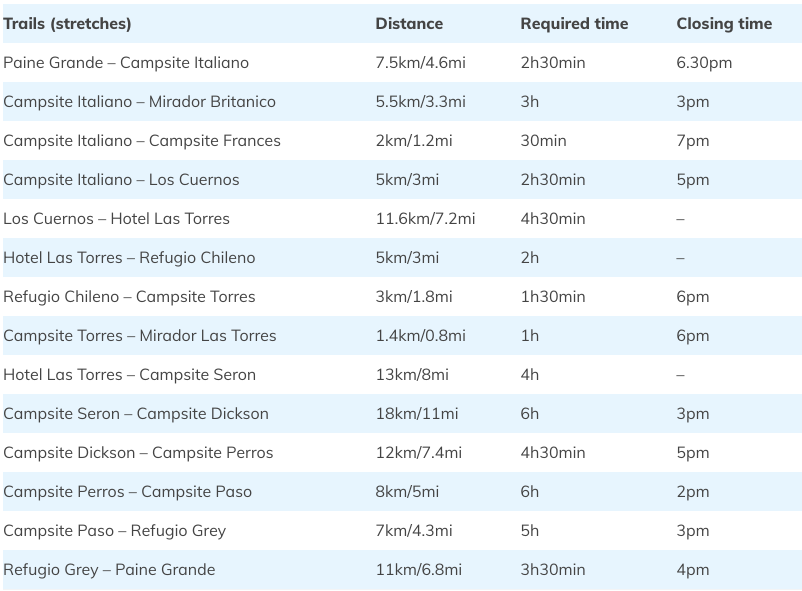 Trails (stretches) Distance Required time Closing time
Paine Grande – Campsite Italiano 7.5km/4.6mi 2h30min 6.30pm
Campsite Italiano – Mirador Britanico 5.5km/3.3mi 3h 3pm
Campsite Italiano – Campsite Frances 2km/1.2mi 30min 7pm
Campsite Italiano – Los Cuernos 5km/3mi 2h30min 5pm
Los Cuernos – Hotel Las Torres 11.6km/7.2mi 4h30min –
Hotel Las Torres – Refugio Chileno 5km/3mi 2h –
Refugio Chileno – Campsite Torres 3km/1.8mi 1h30min 6pm
Campsite Torres – Mirador Las Torres 1.4km/0.8mi 1h 6pm
Hotel Las Torres – Campsite Seron 13km/8mi 4h –
Campsite Seron – Campsite Dickson 18km/11mi 6h 3pm
Campsite Dickson – Campsite Perros 12km/7.4mi 4h30min 5pm
Campsite Perros – Campsite Paso 8km/5mi 6h 2pm
Campsite Paso – Refugio Grey 7km/4.3mi 5h 3pm
Refugio Grey – Paine Grande 11km/6.8mi 3h30min 4pm